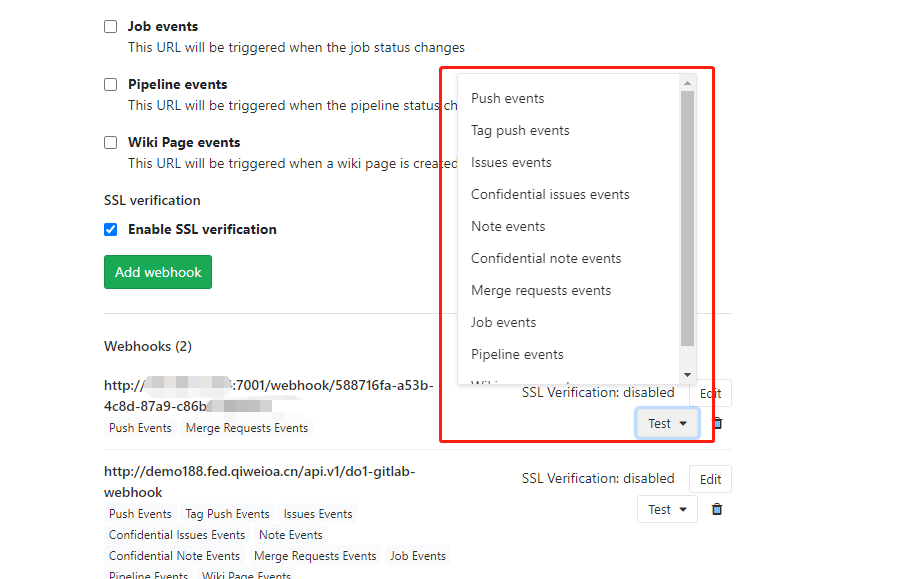 Job events
This URL will be triggered when the job status changes
Pipeline events
This URL will be triggered when the pipeline status ch
Wiki Page events
This URL will be triggered when a wiki page is created
SSL verification
Enable SSL verification
Add webhook
Push events
Tag push events
Issues events
Confidential issues events
Note events
Confidential note events
Merge requests events
Job events
Pipeline events
Webhooks (2)
http:// :7001/webhook/588716fa-a53b-
4c8d-87a9-c86b
Push Events Merge Requests Events
SSL Verification: disabled Edit
Test
http://demo188.fed.qiweioa.cn/api.v1/do1-gitlab-
webhook
Push Events Tag Push Events Issues Events
Confidential Issues Events Note Events
Confidential Note Events Merge Requests Events Job Events
Pipeline Events Wiki Page Events
SSL Verification: disabled Edit
Test